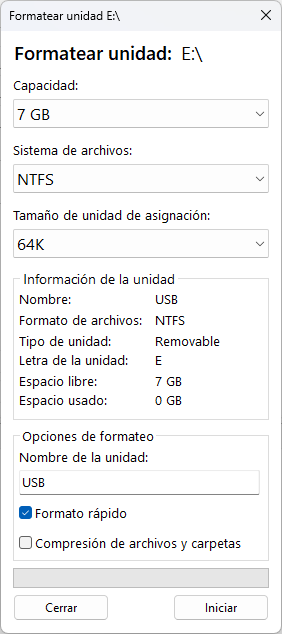 Formatear unidad E:\
Formatear unidad: E:\
Capacidad:
7 GB
Sistema de archivos:
NTFS
Tamaño de unidad de asignación:
64K
Información de la unidad
Nombre: USB
Formato de archivos: NTFS
Tipo de unidad: Removable
Letra de la unidad: E
Espacio libre: 7 GB
Espacio usado: 0 GB
Opciones de formateo
Nombre de la unidad:
USB
Formato rápido
Compresión de archivos y carpetas
Cerrar Iniciar